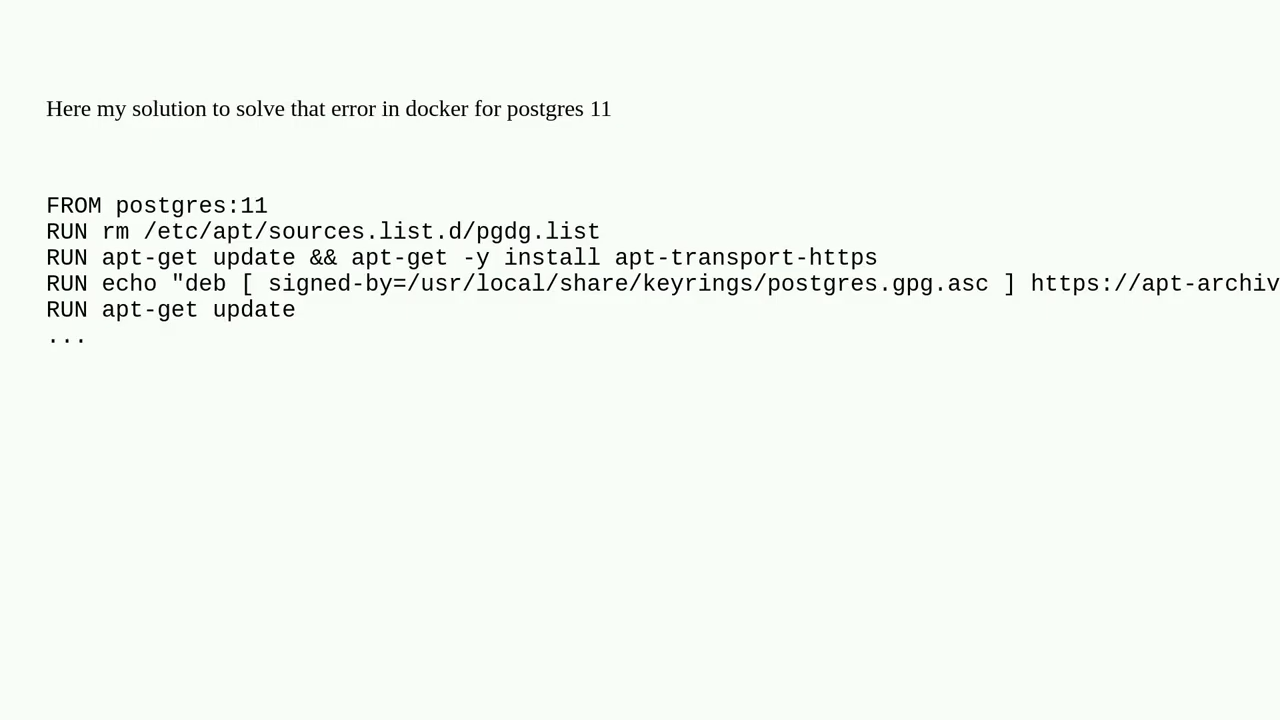 Here my solution to solve that error in docker for postgres 11
FROM postgres:11
RUN rm /etc/apt/sources.list.d/pgdg.list
RUN apt-get update && apt-get -y install apt-transport-https
RUN echo "deb [ signed-by=/usr/local/share/keyrings/postgres.gpg.asc ] https://apt-archiv
RUN apt-get update
...